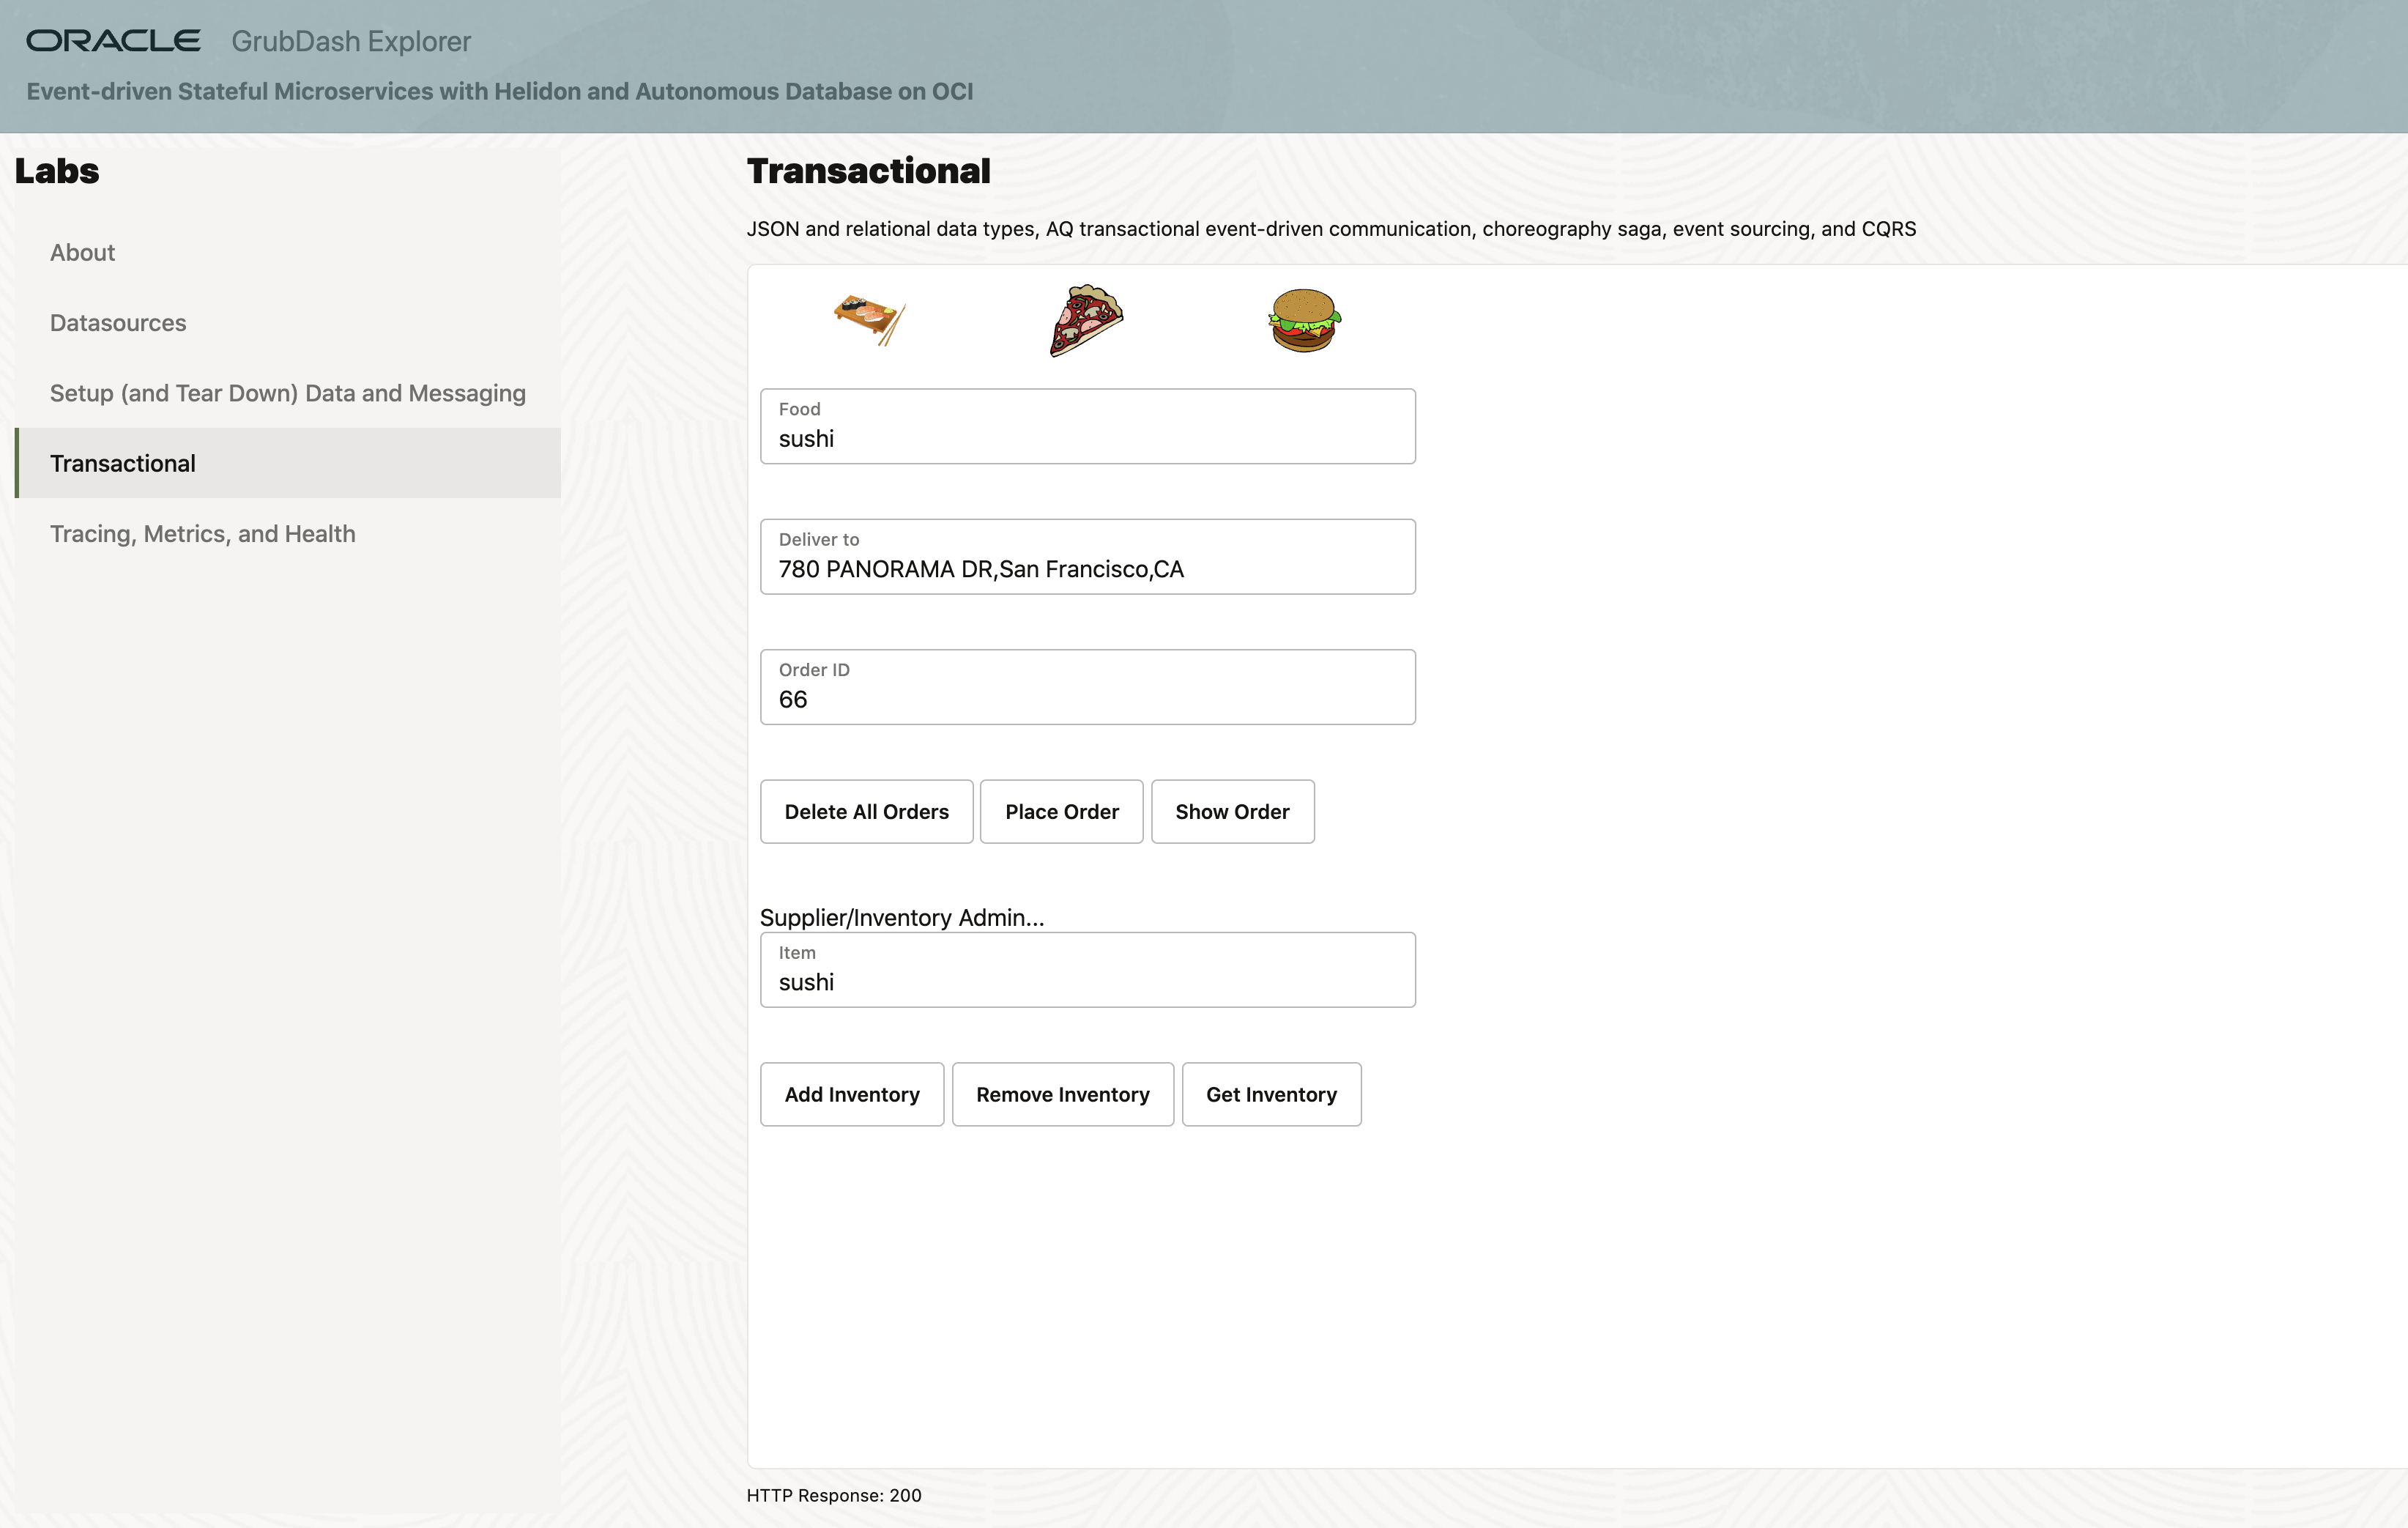 ORACLE GrubDash Explorer
Event-driven Stateful Microservices with Helidon and Autonomous Database on OCI
Labs
About
Datasources
Setup (and Tear Down) Data and Messaging
Transactional
Tracing, Metrics, and Health
Transactional
JSON and relational data types, AQ transactional event-driven communication, choreography saga, event sourcing, and CQRS
Food
sushi
Deliver to
780 PANORAMA DR,San Francisco,CA
Order ID
66
Delete All Orders Place Order Show Order
Supplier/Inventory Admin...
Item
sushi
Add Inventory Remove Inventory Get Inventory
HTTP Response: 200